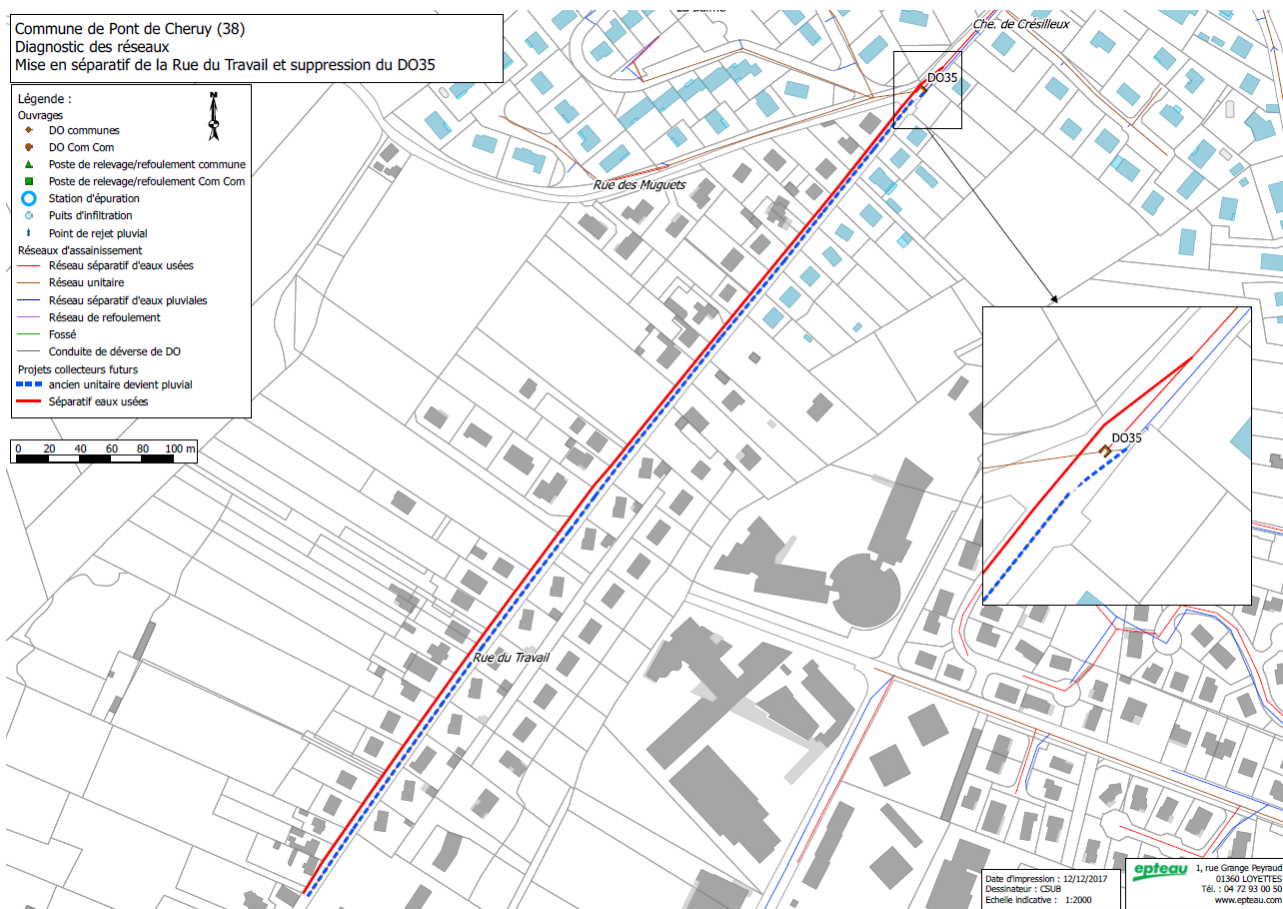 Commune de Pont de Cheruy (38)
Diagnostic des réseaux
Mise en séparatif de la Rue du Travail et suppression du DO35
Légende :
N
Ouvrages
DO communes
DO Com Com
Poste de relevage/refoulement commune
Poste de relevage/refoulement Com Com
Station d'épuration
Puits d'infiltration
Point de rejet pluvial
Réseaux d'assainissement
Réseau séparatif d'eaux usées
Réseau unitaire
Réseau séparatif d'eaux pluviales
Réseau de refoulement
Fossé
Conduite de déverse de DO
Projets collecteurs futurs
ancien unitaire devient pluvial
Séparatif eaux usées
0 20 40 60 80 100 m
Che. de Crésilleux
DO35
Rue des Muguets
DO35
Rue du Travail
Date d'impression : 12/12/2017
Dessinateur : CSUB
Echelle indicative : 1:2000
epteau
1, rue Grange Peyraud
01360 LOYETTES
Tél. : 04 72 93 00 50
www.epteau.com